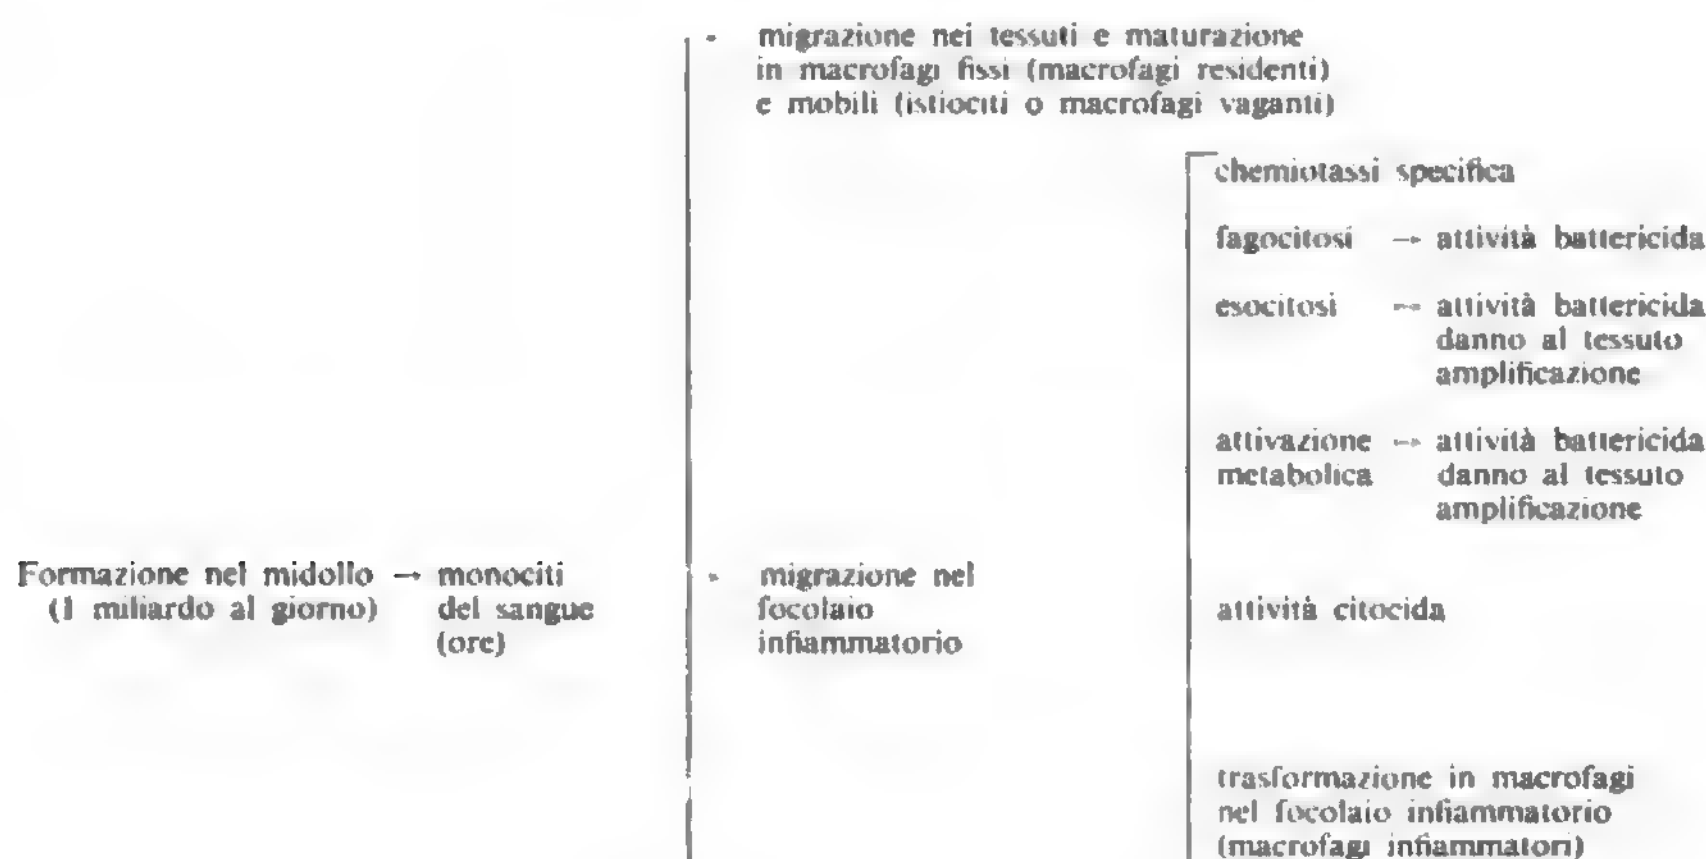 migrazione nei tessuti e maturazione
in macrofagi fissi (macrofagi residenti)
e mobili (istiociti o macrofagi vaganti)
chemiotassi specifica
fagocitosi → attività battericida
esocitosi → attività battericida
danno al tessuto
amplificazione
attivazione → attività battericida
metabolica danno al tessuto
amplificazione
Formazione nel midollo → monociti
(1 miliardo al giorno) del sangue
(ore)
migrazione nel
focolaio
infiammatorio
attività citocida
trasformazione in macrofagi
nel focolaio infiammatorio
(macrofagi infiammatori)